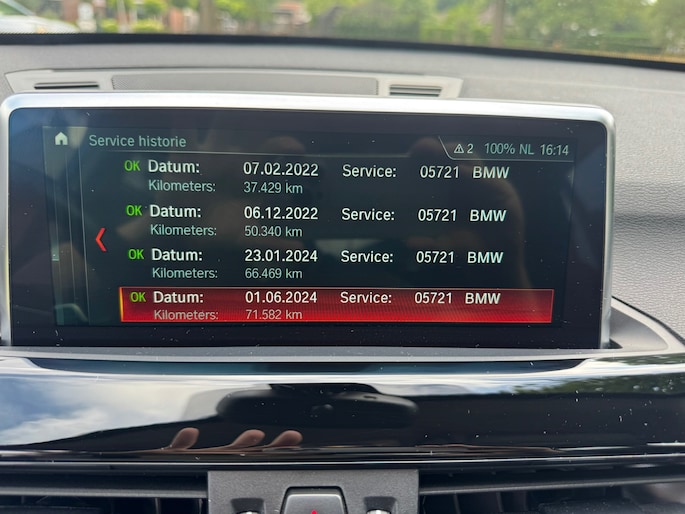 Service historie
⚠ 2 100% NL 16:14
OK Datum: 07.02.2022 Service: 05721 BMW
Kilometers: 37.429 km
OK Datum: 06.12.2022 Service: 05721 BMW
Kilometers: 50.340 km
OK Datum: 23.01.2024 Service: 05721 BMW
Kilometers: 66.469 km
OK Datum: 01.06.2024 Service: 05721 BMW
Kilometers: 71.582 km